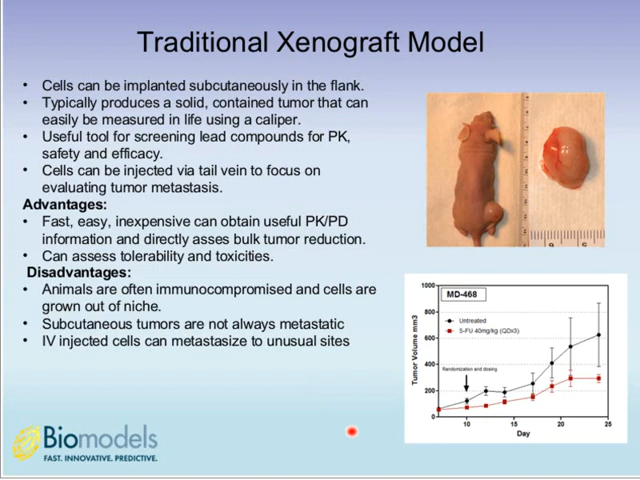 Traditional Xenograft Model
• Cells can be implanted subcutaneously in the flank.
• Typically produces a solid, contained tumor that can
easily be measured in life using a caliper.
• Useful tool for screening lead compounds for PK,
safety and efficacy.
• Cells can be injected via tail vein to focus on
evaluating tumor metastasis.
Advantages:
• Fast, easy, inexpensive can obtain useful PK/PD
information and directly asses bulk tumor reduction.
• Can assess tolerability and toxicities.
Disadvantages:
• Animals are often immunocompromised and cells are
grown out of niche.
• Subcutaneous tumors are not always metastatic
• IV injected cells can metastasize to unusual sites
MD-468
Untreated
5-FU 40mg/kg (QDx3)
Randomization and dosing
Tumor Volume mm3
1000
800
600
400
200
0
10
15
20
25
Day
Biomodels
FAST. INNOVATIVE. PREDICTIVE.